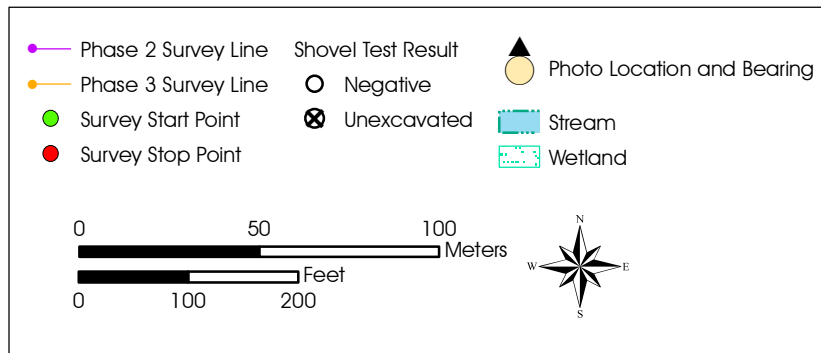 Phase 2 Survey Line
Phase 3 Survey Line
Survey Start Point
Survey Stop Point
Shovel Test Result
Negative
Unexcavated
Photo Location and Bearing
Stream
Wetland
0 50 100
Meters
Feet
0 100 200
N
W E
S